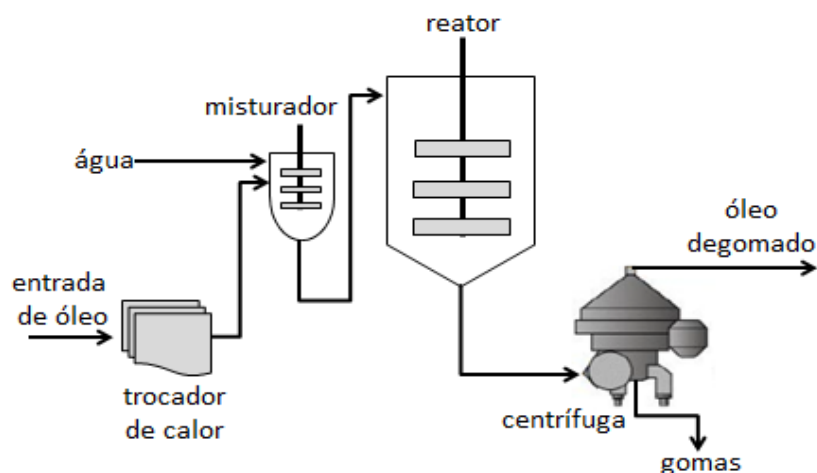 reator
misturador
água
óleo
degomado
entrada
de óleo
trocador
de calor
centrífuga
gomas